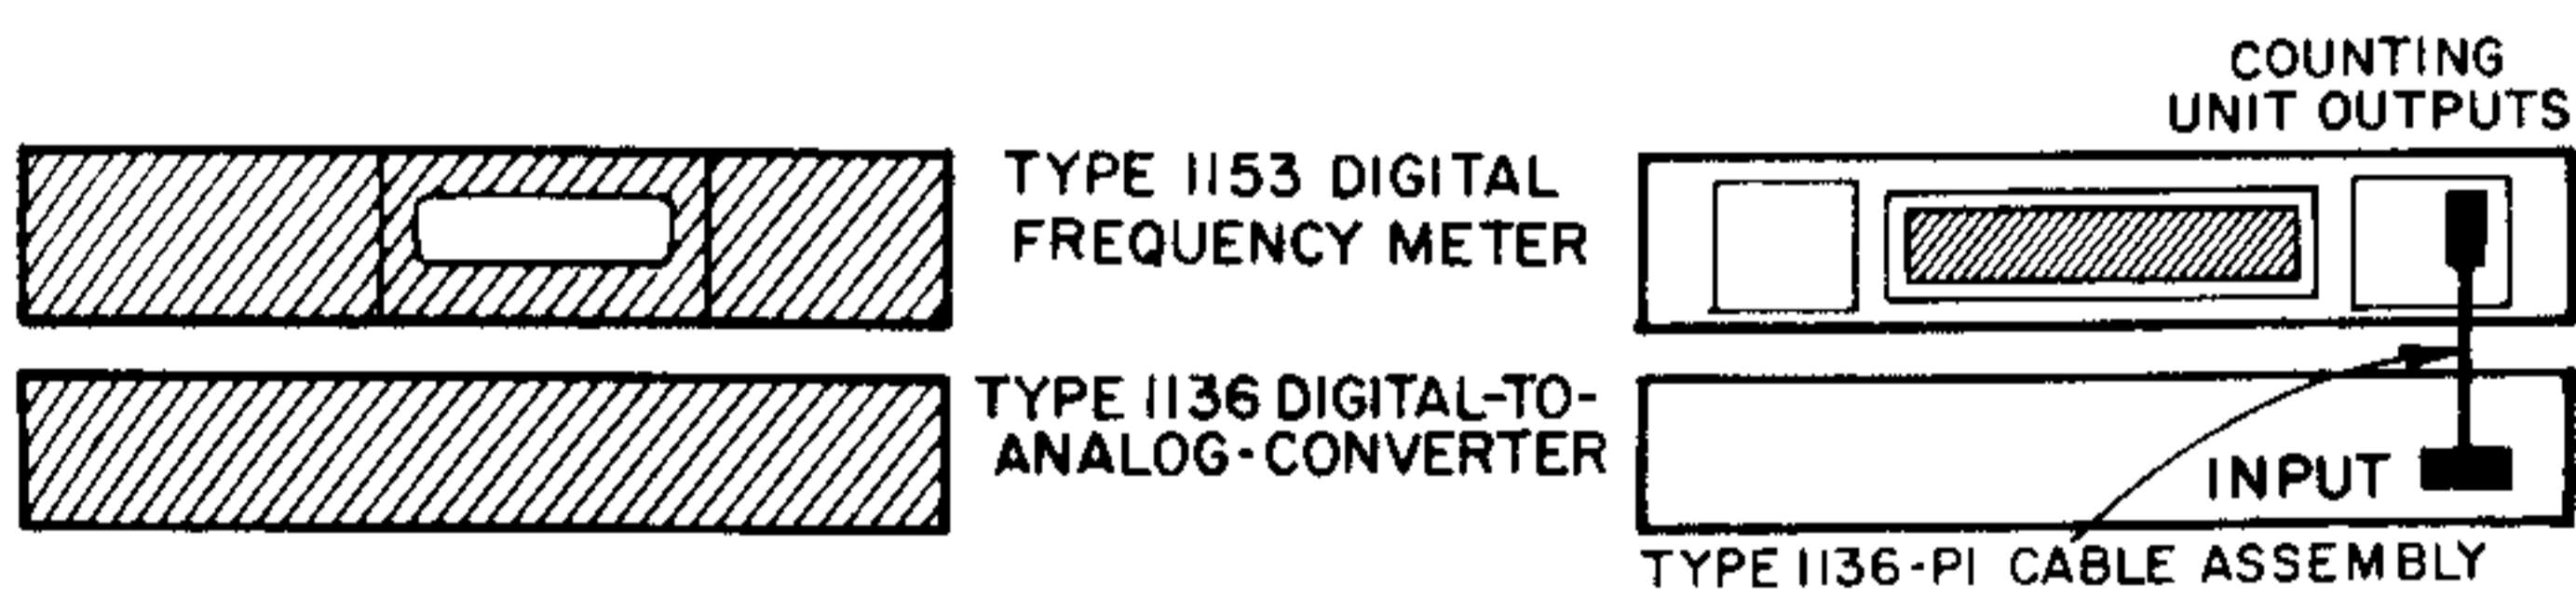 COUNTING
UNIT OUTPUTS
TYPE 1153 DIGITAL
FREQUENCY METER
TYPE 1136 DIGITAL-TO-
ANALOG-CONVERTER
INPUT
TYPE 1136-P1 CABLE ASSEMBLY